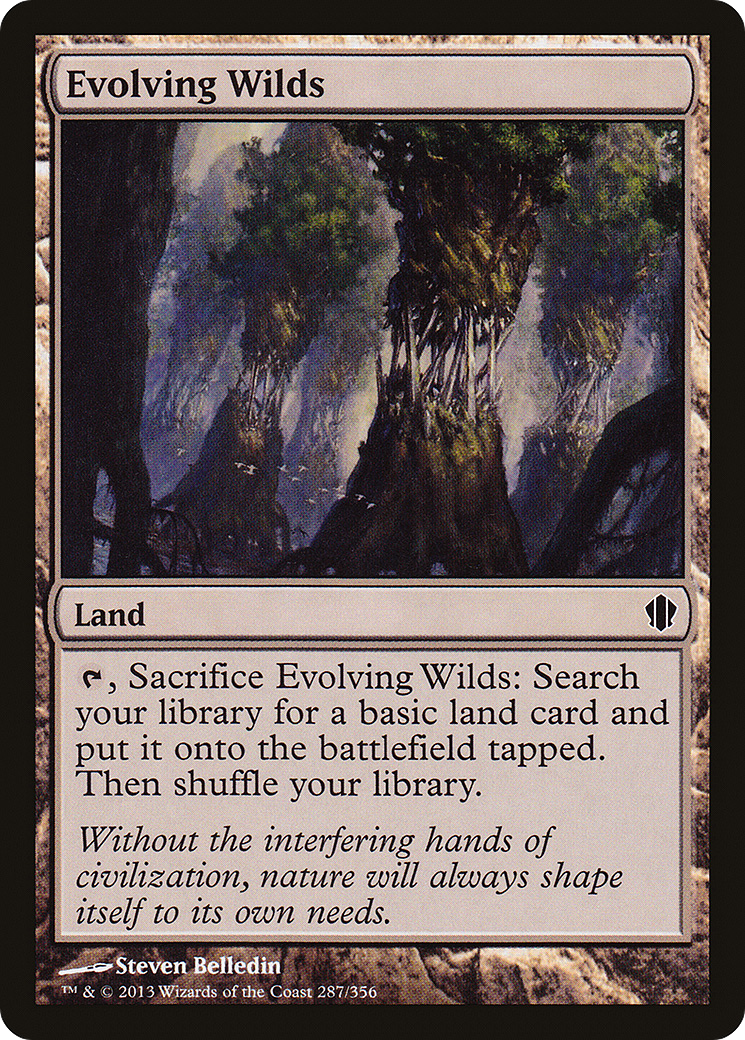 Evolving Wilds
Land
, Sacrifice Evolving Wilds: Search
your library for a basic land card and
put it onto the battlefield tapped.
Then shuffle your library.
Without the interfering hands of
civilization, nature will always shape
itself to its own needs.
Steven Belledin
™ & © 2013 Wizards of the Coast 287/356